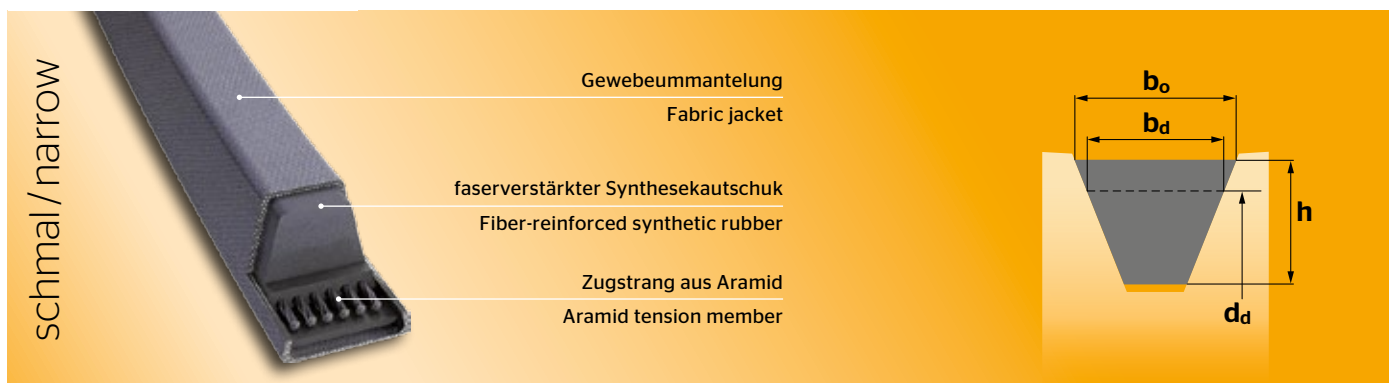 schmal / narrow
Gewebeummantelung
Fabric jacket
faserverstärkter Synthesekautschuk
Fiber-reinforced synthetic rubber
Zugstrang aus Aramid
Aramid tension member
bo
bd
h
dd